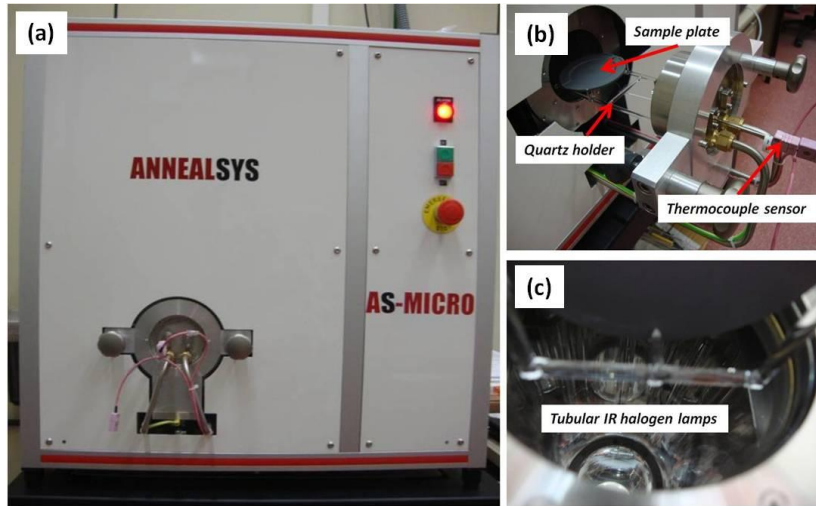 (a)
ANNEALSYS
AS-MICRO
(b)
Sample plate
Quartz holder
Thermocouple sensor
(c)
Tubular IR halogen lamps